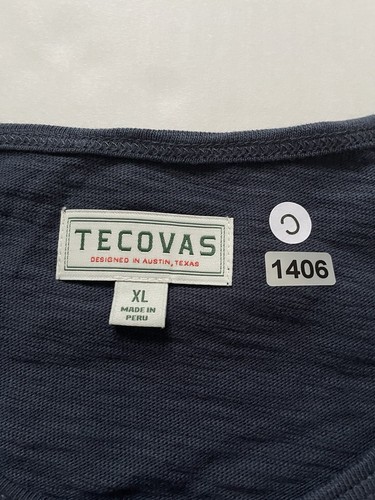 TECOVAS
DESIGNED IN AUSTIN, TEXAS
XL
MADE IN
PERU
C
1406